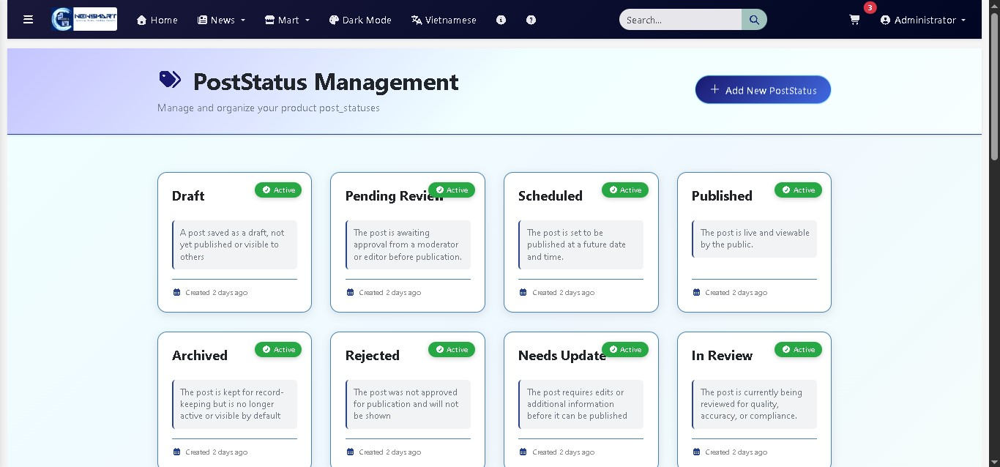 NEWSMART
Home
News
Mart
Dark Mode
Vietnamese
Search...
3
Administrator
PostStatus Management
Manage and organize your product post_statuses
Add New PostStatus
Draft
Active
A post saved as a draft, not
yet published or visible to
others
Created 2 days ago
Pending Review
Active
The post is awaiting
approval from a moderator
or editor before publication.
Created 2 days ago
Scheduled
Active
The post is set to be
published at a future date
and time.
Created 2 days ago
Published
Active
The post is live and viewable
by the public.
Created 2 days ago
Archived
Active
The post is kept for record-
keeping but is no longer
active or visible by default
Created 2 days ago
Rejected
Active
The post was not approved
for publication and will not
be shown
Created 2 days ago
Needs Update
Active
The post requires edits or
additional information
before it can be published
Created 2 days ago
In Review
Active
The post is currently being
reviewed for quality,
accuracy, or compliance.
Created 2 days ago